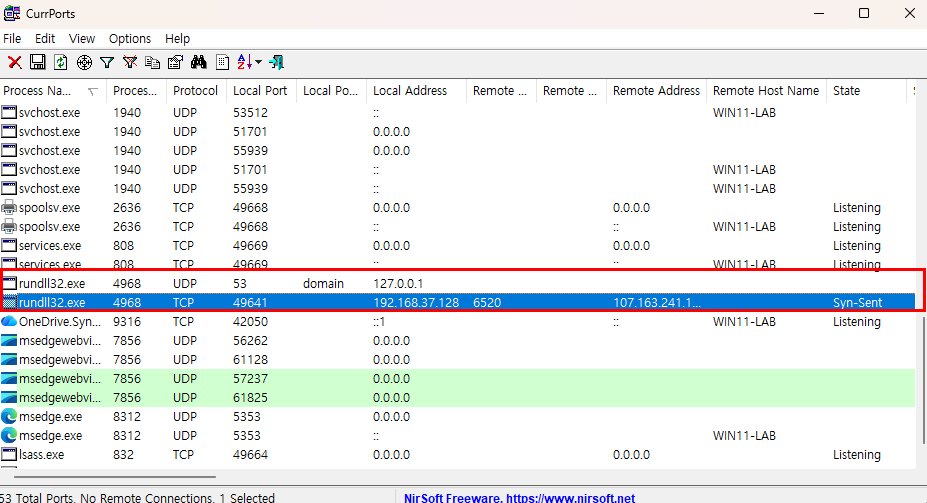 CurrPorts
File Edit View Options Help
Process Na... Proces... Protocol Local Port Local Po... Local Address Remote ... Remote ... Remote Address Remote Host Name State
svchost.exe 1940 UDP 53512 :: WIN11-LAB
svchost.exe 1940 UDP 51701 0.0.0.0
svchost.exe 1940 UDP 55939 0.0.0.0
svchost.exe 1940 UDP 51701 :: WIN11-LAB
svchost.exe 1940 UDP 55939 :: WIN11-LAB
spoolsv.exe 2636 TCP 49668 0.0.0.0 0.0.0.0 Listening
spoolsv.exe 2636 TCP 49668 :: :: WIN11-LAB Listening
services.exe 808 TCP 49669 0.0.0.0 0.0.0.0 Listening
services.exe 808 TCP 49669 :: :: WIN11-LAB Listening
rundll32.exe 4968 UDP 53 domain 127.0.0.1
rundll32.exe 4968 TCP 49641 192.168.37.128 6520 107.163.241.1... Syn-Sent
OneDrive.Syn... 9316 TCP 42050 ::1 :: WIN11-LAB Listening
msedgewebvi... 7856 UDP 56262 0.0.0.0
msedgewebvi... 7856 UDP 61128 0.0.0.0
msedgewebvi... 7856 UDP 57237 0.0.0.0
msedgewebvi... 7856 UDP 61825 0.0.0.0
msedge.exe 8312 UDP 5353 0.0.0.0
msedge.exe 8312 UDP 5353 :: WIN11-LAB
lsass.exe 832 TCP 49664 0.0.0.0 0.0.0.0 Listening
53 Total Ports, No Remote Connections, 1 Selected NirSoft Freeware. https://www.nirsoft.net